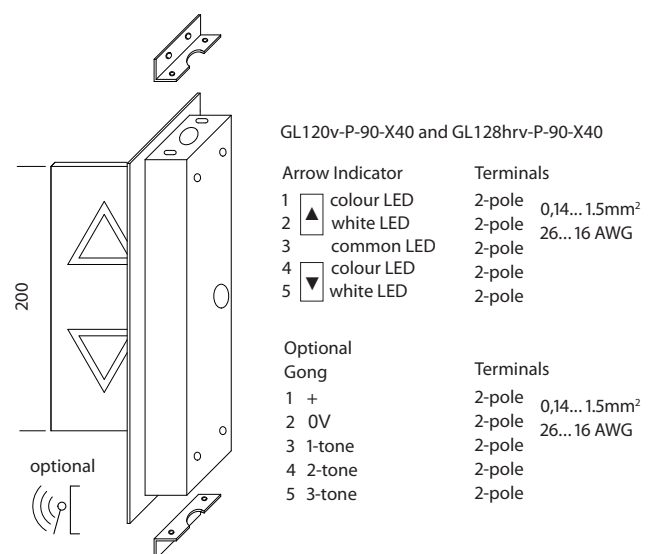 GL120v-P-90-X40 and GL128hrv-P-90-X40
Arrow Indicator Terminals
1 ▲ colour LED 2-pole 0,14... 1.5mm²
2 white LED 2-pole 26...16 AWG
3 common LED 2-pole
4 ▼ colour LED 2-pole
5 white LED 2-pole
200
Optional
Gong Terminals
1 + 2-pole 0,14... 1.5mm²
2 0V 2-pole 26...16 AWG
3 1-tone 2-pole
4 2-tone 2-pole
5 3-tone 2-pole
optional